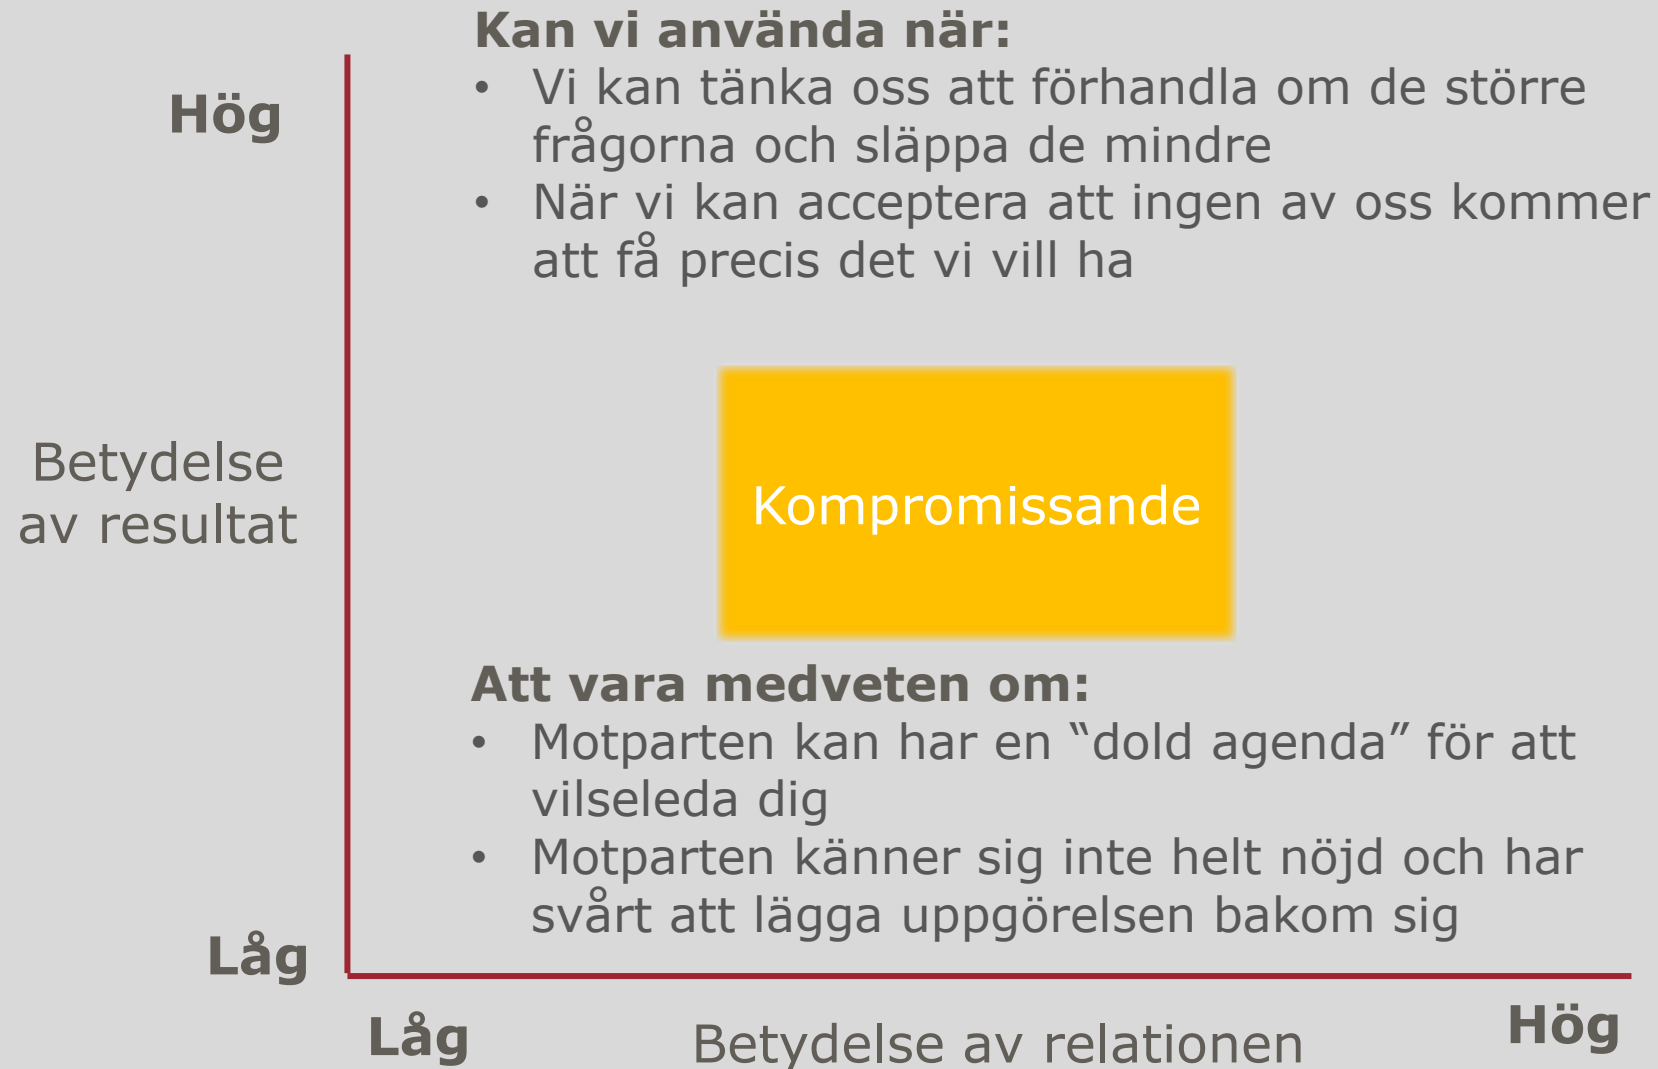 Kan vi använda när:
• Vi kan tänka oss att förhandla om de större
frågorna och släppa de mindre
• När vi kan acceptera att ingen av oss kommer
att få precis det vi vill ha
Hög
Betydelse
av resultat
Kompromissande
Att vara medveten om:
• Motparten kan har en “dold agenda” för att
vilseleda dig
• Motparten känner sig inte helt nöjd och har
svårt att lägga uppgörelsen bakom sig
Låg
Låg
Betydelse av relationen
Hög